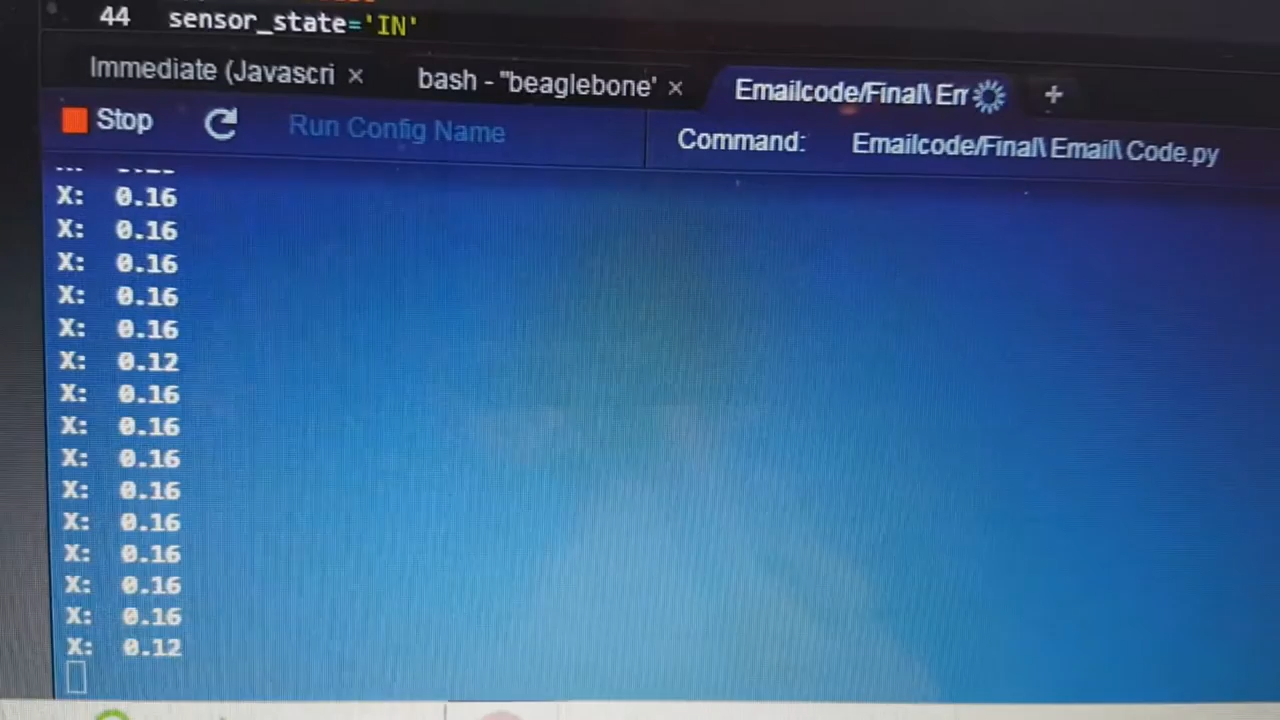 44 sensor_state='IN'
Immediate (Javascri × bash - "beaglebone' × Emailcode/Final\ Err +
Stop Run Config Name Command: Emailcode/Final\ Email\ Code.py
X: 0.16
X: 0.16
X: 0.16
X: 0.16
X: 0.16
X: 0.12
X: 0.16
X: 0.16
X: 0.16
X: 0.16
X: 0.16
X: 0.16
X: 0.16
X: 0.16
X: 0.12